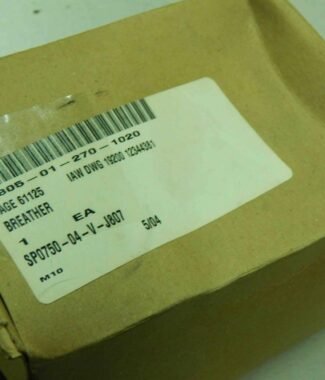 805-01-270-1020
AGE 61125 IAW DWG 19200 12344381
BREATHER
1 EA
SP0750-04-V-J807 5/04
M10